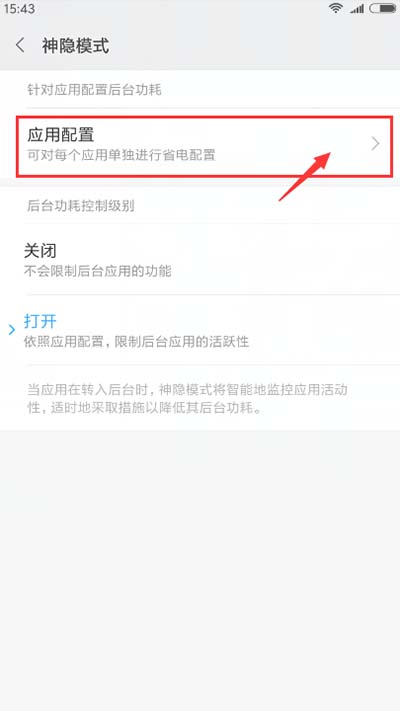 15:43
神隐模式
针对应用配置后台功耗
应用配置
可对每个应用单独进行省电配置
后台功耗控制级别
关闭
不会限制后台应用的功能
打开
依照应用配置，限制后台应用的活跃性
当应用在转入后台时，神隐模式将智能地监控应用活动
性，适时地采取措施以降低其后台功耗。